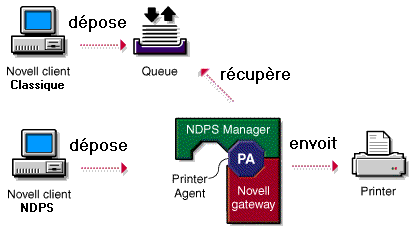 dépose
Novell client
Classique
Queue
récupère
dépose
NDPS Manager
envoit
PA
Printer
Agent
Novell
gateway
Printer
Novell client
NDPS